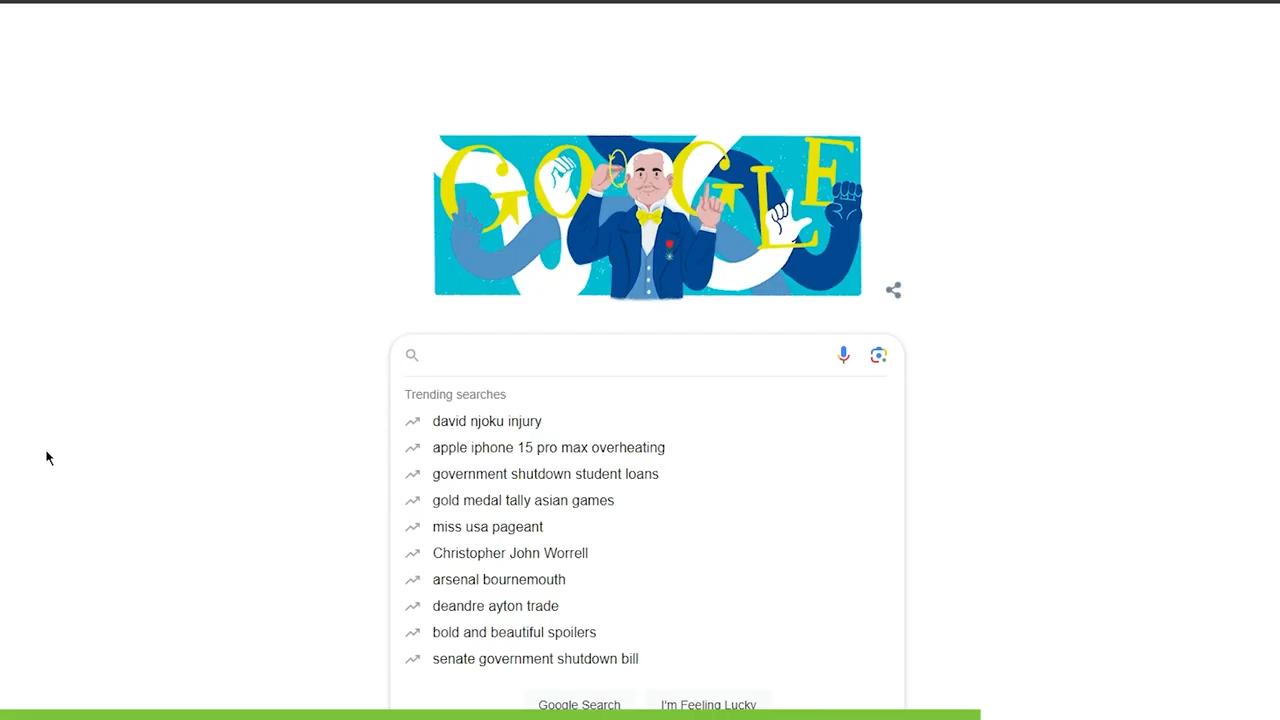 GOOGLE
Trending searches
david njoku injury
apple iphone 15 pro max overheating
government shutdown student loans
gold medal tally asian games
miss usa pageant
Christopher John Worrell
arsenal bournemouth
deandre ayton trade
bold and beautiful spoilers
senate government shutdown bill
Google Search I'm Feeling Lucky